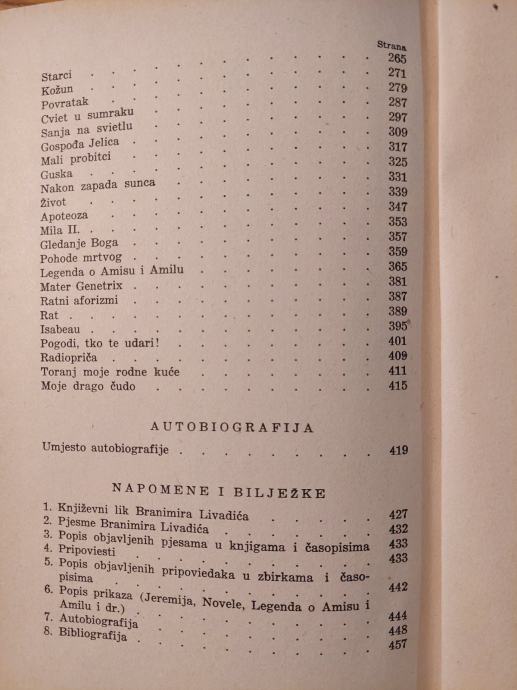 Strana
Starci . . . . . . . . . . 265
Kožun . . . . . . . . . . 271
Povratak . . . . . . . . . . 279
Cviet u sumraku . . . . . . . . 287
Sanja na svietlu . . . . . . . . 297
Gospođa Jelica . . . . . . . . 309
Mali probitci . . . . . . . . 317
Guska . . . . . . . . . . 325
Nakon zapada sunca . . . . . . . 331
Život . . . . . . . . . . 339
Apoteoza . . . . . . . . . . 347
Mila II. . . . . . . . . . . 353
Gledanje Boga . . . . . . . . 357
Pohode mrtvog . . . . . . . . 359
Legenda o Amisu i Amilu . . . . . . 365
Mater Genetrix . . . . . . . . 381
Ratni aforizmi . . . . . . . . 387
Rat . . . . . . . . . . . 389
Isabeau . . . . . . . . . . 395
Pogodi, tko te udari! . . . . . . . 401
Radiopriča . . . . . . . . . 409
Toranj moje rodne kuće . . . . . . 411
Moje drago čudo . . . . . . . . 415
AUTOBIOGRAFIJA
Umjesto autobiografije . . . . . . . 419
NAPOMENE I BILJEŽKE
1. Književni lik Branimira Livadića . . . . 427
2. Pjesme Branimira Livadića . . . . . 432
3. Popis objavljenih pjesama u knjigama i časopisima 433
4. Pripoviesti . . . . . . . . 433
5. Popis objavljenih pripoviedaka u zbirkama i časo-
pisima . . . . . . . . . 442
6. Popis prikaza (Jeremija, Novele, Legenda o Amisu i
Amilu i dr.) . . . . . . . . 444
7. Autobiografija . . . . . . . . 448
8. Bibliografija . . . . . . . . 457